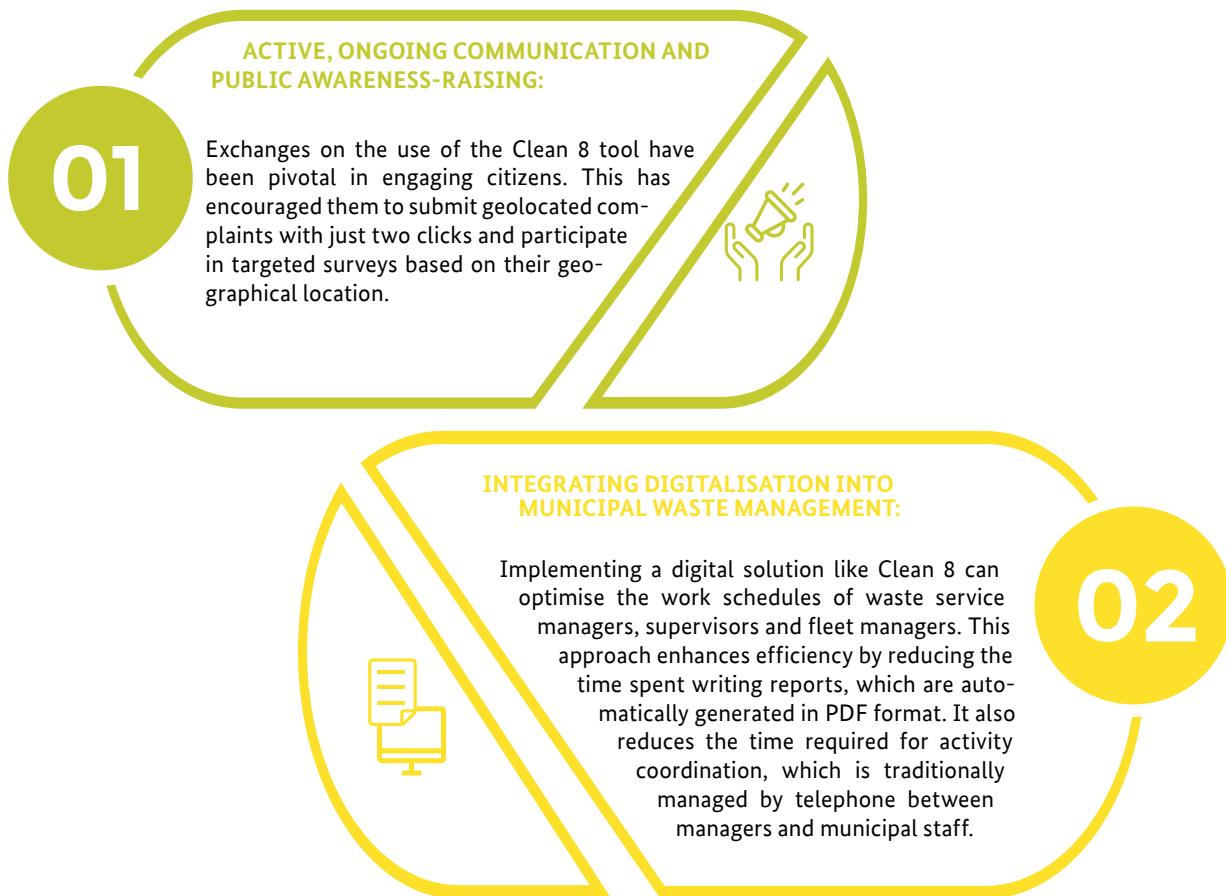 ACTIVE, ONGOING COMMUNICATION AND
PUBLIC AWARENESS-RAISING:
01
Exchanges on the use of the Clean 8 tool have
been pivotal in engaging citizens. This has
encouraged them to submit geolocated com-
plaints with just two clicks and participate
in targeted surveys based on their geo-
graphical location.
INTEGRATING DIGITALISATION INTO
MUNICIPAL WASTE MANAGEMENT:
02
Implementing a digital solution like Clean 8 can
optimise the work schedules of waste service
managers, supervisors and fleet managers. This
approach enhances efficiency by reducing the
time spent writing reports, which are auto-
matically generated in PDF format. It also
reduces the time required for activity
coordination, which is traditionally
managed by telephone between
managers and municipal staff.